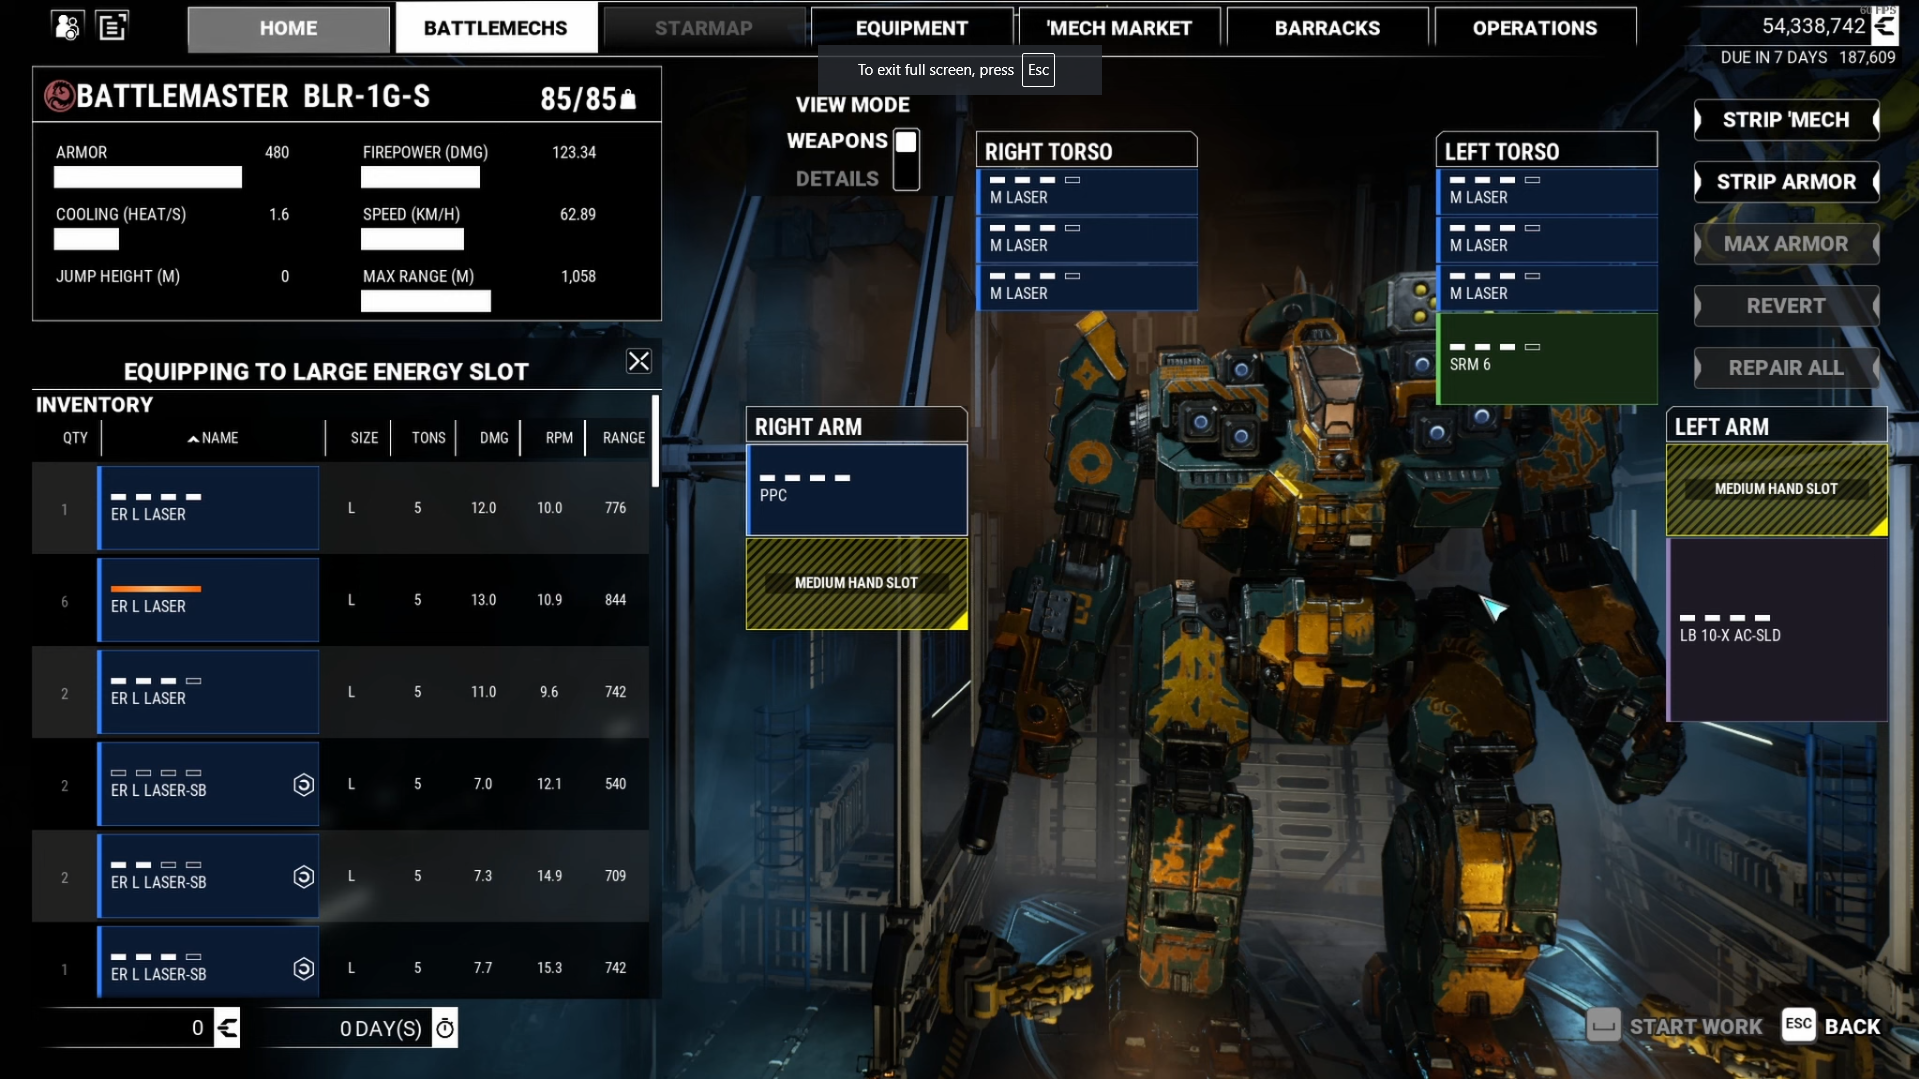 60 FPS
HOME
BATTLEMECHS
STARMAP
EQUIPMENT
'MECH MARKET
BARRACKS
OPERATIONS
54,338,742
DUE IN 7 DAYS 187,609
To exit full screen, press Esc
BATTLEMASTER BLR-1G-S
85/85
ARMOR 480
FIREPOWER (DMG) 123.34
COOLING (HEAT/S) 1.6
SPEED (KM/H) 62.89
JUMP HEIGHT (M) 0
MAX RANGE (M) 1,058
VIEW MODE
WEAPONS
DETAILS
RIGHT TORSO
M LASER
M LASER
M LASER
LEFT TORSO
M LASER
M LASER
M LASER
SRM 6
STRIP 'MECH
STRIP ARMOR
MAX ARMOR
REVERT
REPAIR ALL
EQUIPPING TO LARGE ENERGY SLOT
INVENTORY
QTY NAME SIZE TONS DMG RPM RANGE
1 ER L LASER L 5 12.0 10.0 776
6 ER L LASER L 5 13.0 10.9 844
2 ER L LASER L 5 11.0 9.6 742
2 ER L LASER-SB L 5 7.0 12.1 540
2 ER L LASER-SB L 5 7.3 14.9 709
1 ER L LASER-SB L 5 7.7 15.3 742
RIGHT ARM
PPC
MEDIUM HAND SLOT
LEFT ARM
MEDIUM HAND SLOT
LB 10-X AC-SLD
0
0 DAY(S)
START WORK
ESC BACK